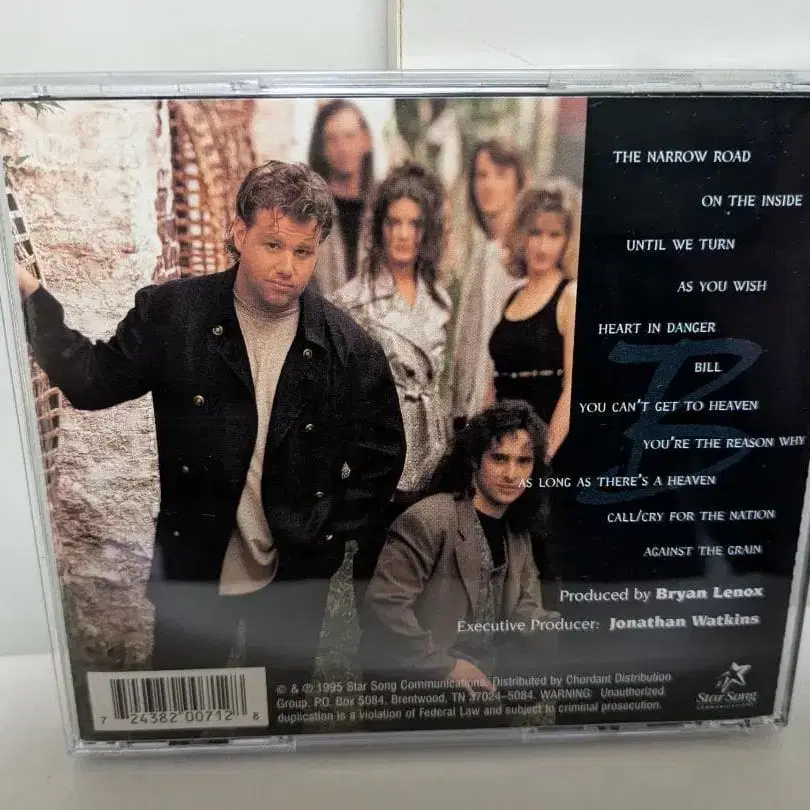 THE NARROW ROAD
ON THE INSIDE
UNTIL WE TURN
AS YOU WISH
HEART IN DANGER
BILL
YOU CAN'T GET TO HEAVEN
YOU'RE THE REASON WHY
AS LONG AS THERE'S A HEAVEN
CALL/CRY FOR THE NATION
AGAINST THE GRAIN
Produced by Bryan Lenox
Executive Producer: Jonathan Watkins
© & ℗ 1995 Star Song Communications. Distributed by Chordant Distribution
Group, P.O. Box 5084, Brentwood, TN 37024-5084. WARNING: Unauthorized
duplication is a violation of Federal Law and subject to criminal prosecution.
Star Song
COMMUNICATIONS
7 24382 00712 8